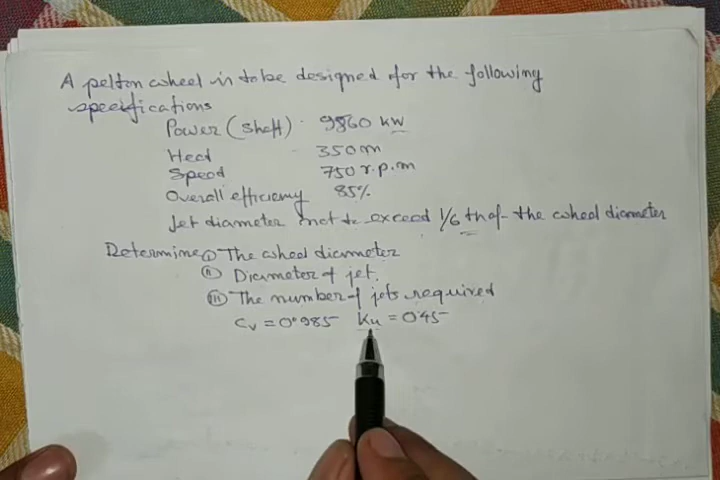 A pelton wheel is to be designed for the following
specifications
Power (shaft) · 9860 kW
Head 350m
Speed 750 r.p.m
Overall efficiency 85%
Jet diameter not to exceed 1/6 th of the wheel diameter
Determine (i) The wheel diameter
(ii) Diameter of jet.
(iii) The number of jets required
Cv = 0.985 Ku = 0.45